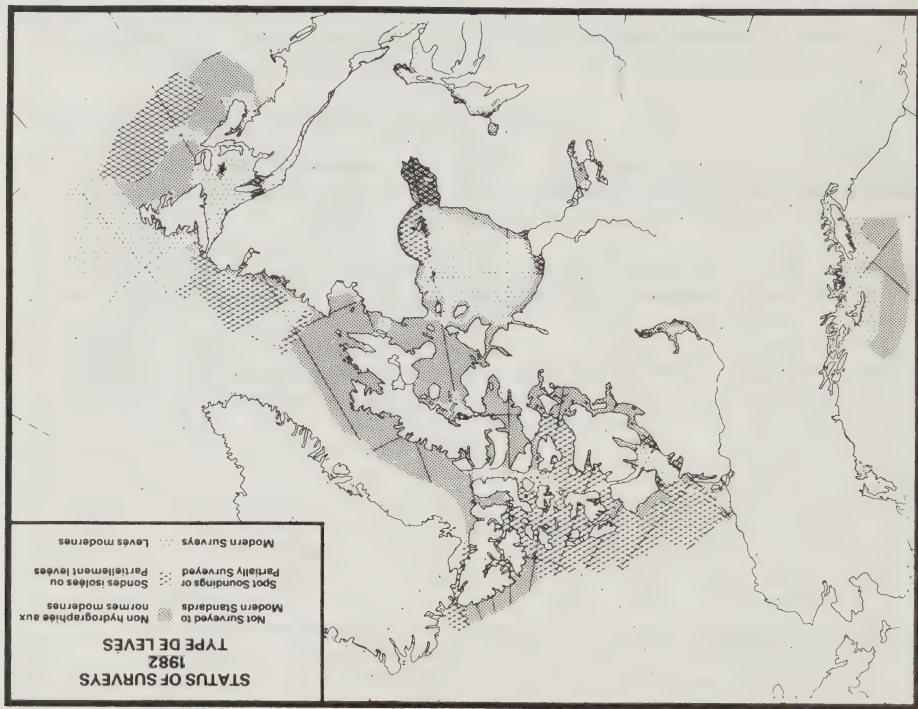 STATUS OF SURVEYS
1982
TYPE DE LEVÉS
Not Surveyed to Modern Standards
Non hydrographiée aux normes modernes
Spot Soundings or Partially Surveyed
Sondes isolées ou Partiellement levées
Modern Surveys
Levés modernes